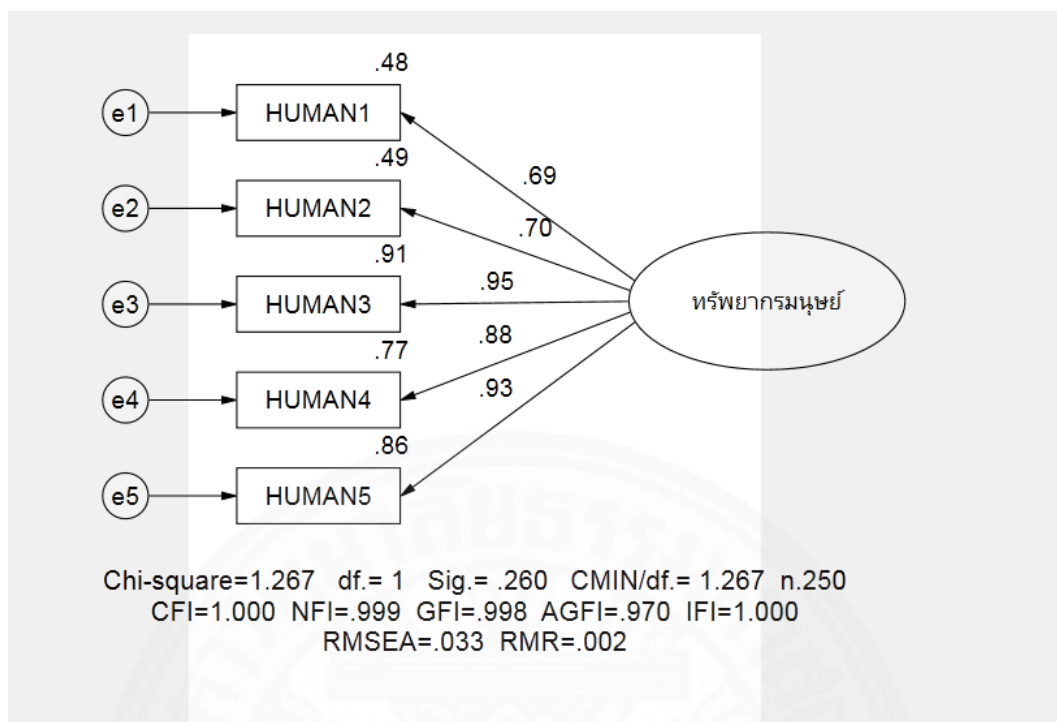 .48
e1 HUMAN1
.49
.69
e2 HUMAN2
.70
.91
e3 HUMAN3
.95
ทรัพยากรมนุษย์
.77
.88
e4 HUMAN4
.93
.86
e5 HUMAN5
Chi-square=1.267 df.= 1 Sig.= .260 CMIN/df.= 1.267 n.250
CFI=1.000 NFI=.999 GFI=.998 AGFI=.970 IFI=1.000
RMSEA=.033 RMR=.002